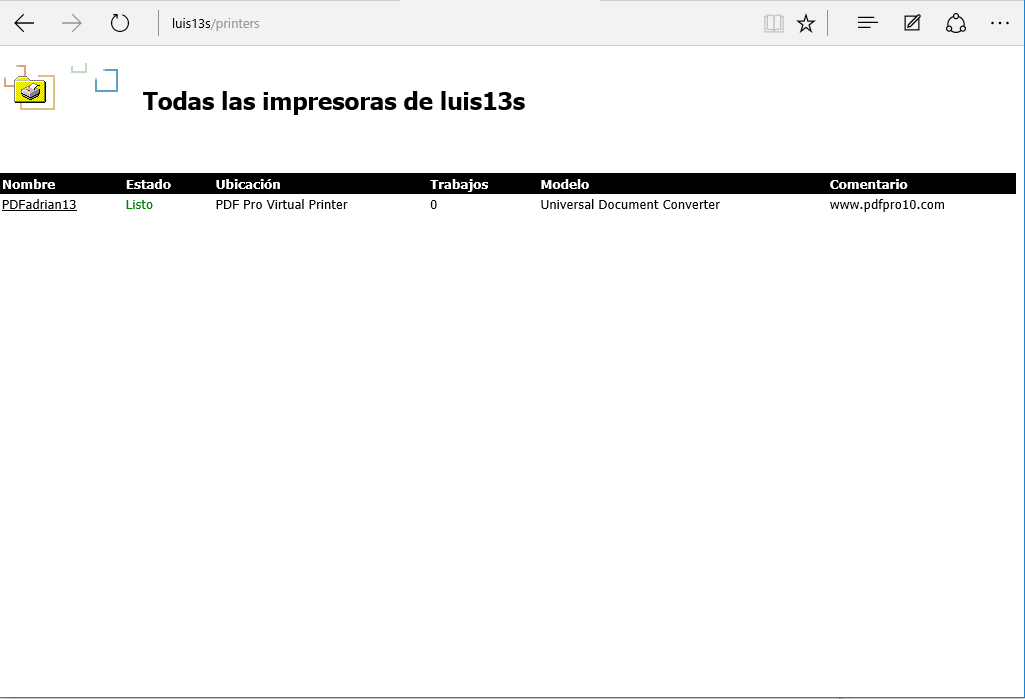 luis13s/printers
Todas las impresoras de luis13s
Nombre Estado Ubicación Trabajos Modelo Comentario
PDFadrian13 Listo PDF Pro Virtual Printer 0 Universal Document Converter www.pdfpro10.com